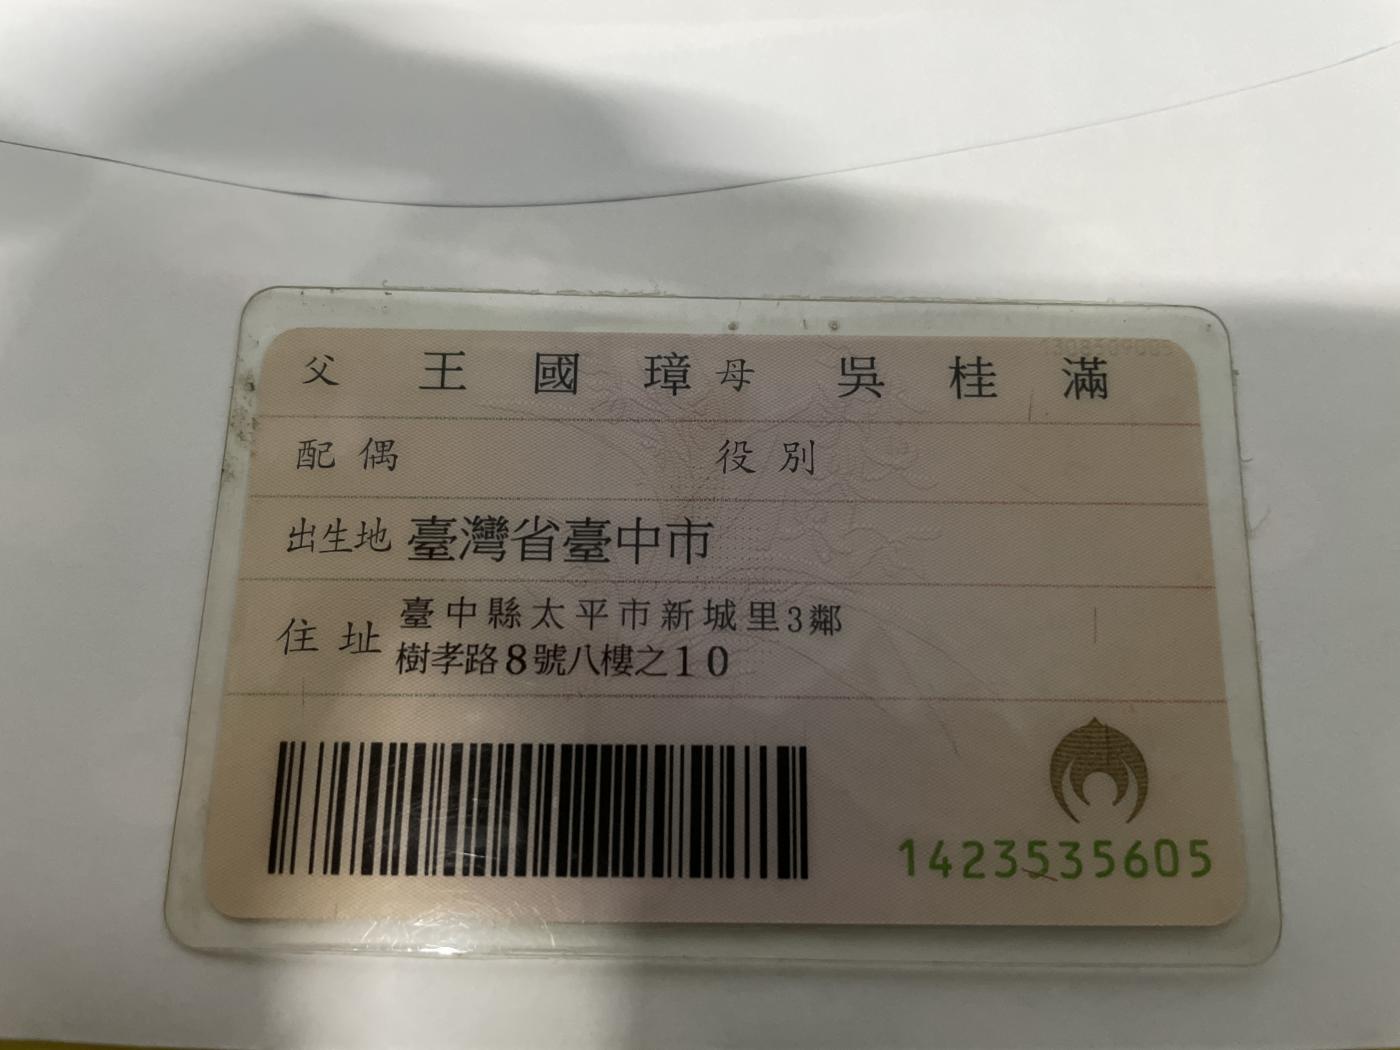 父 王國璋 母 吳桂滿
配偶 役別
出生地 臺灣省臺中市
住址 臺中縣太平市新城里3鄰
樹孝路8號八樓之10
1423535605